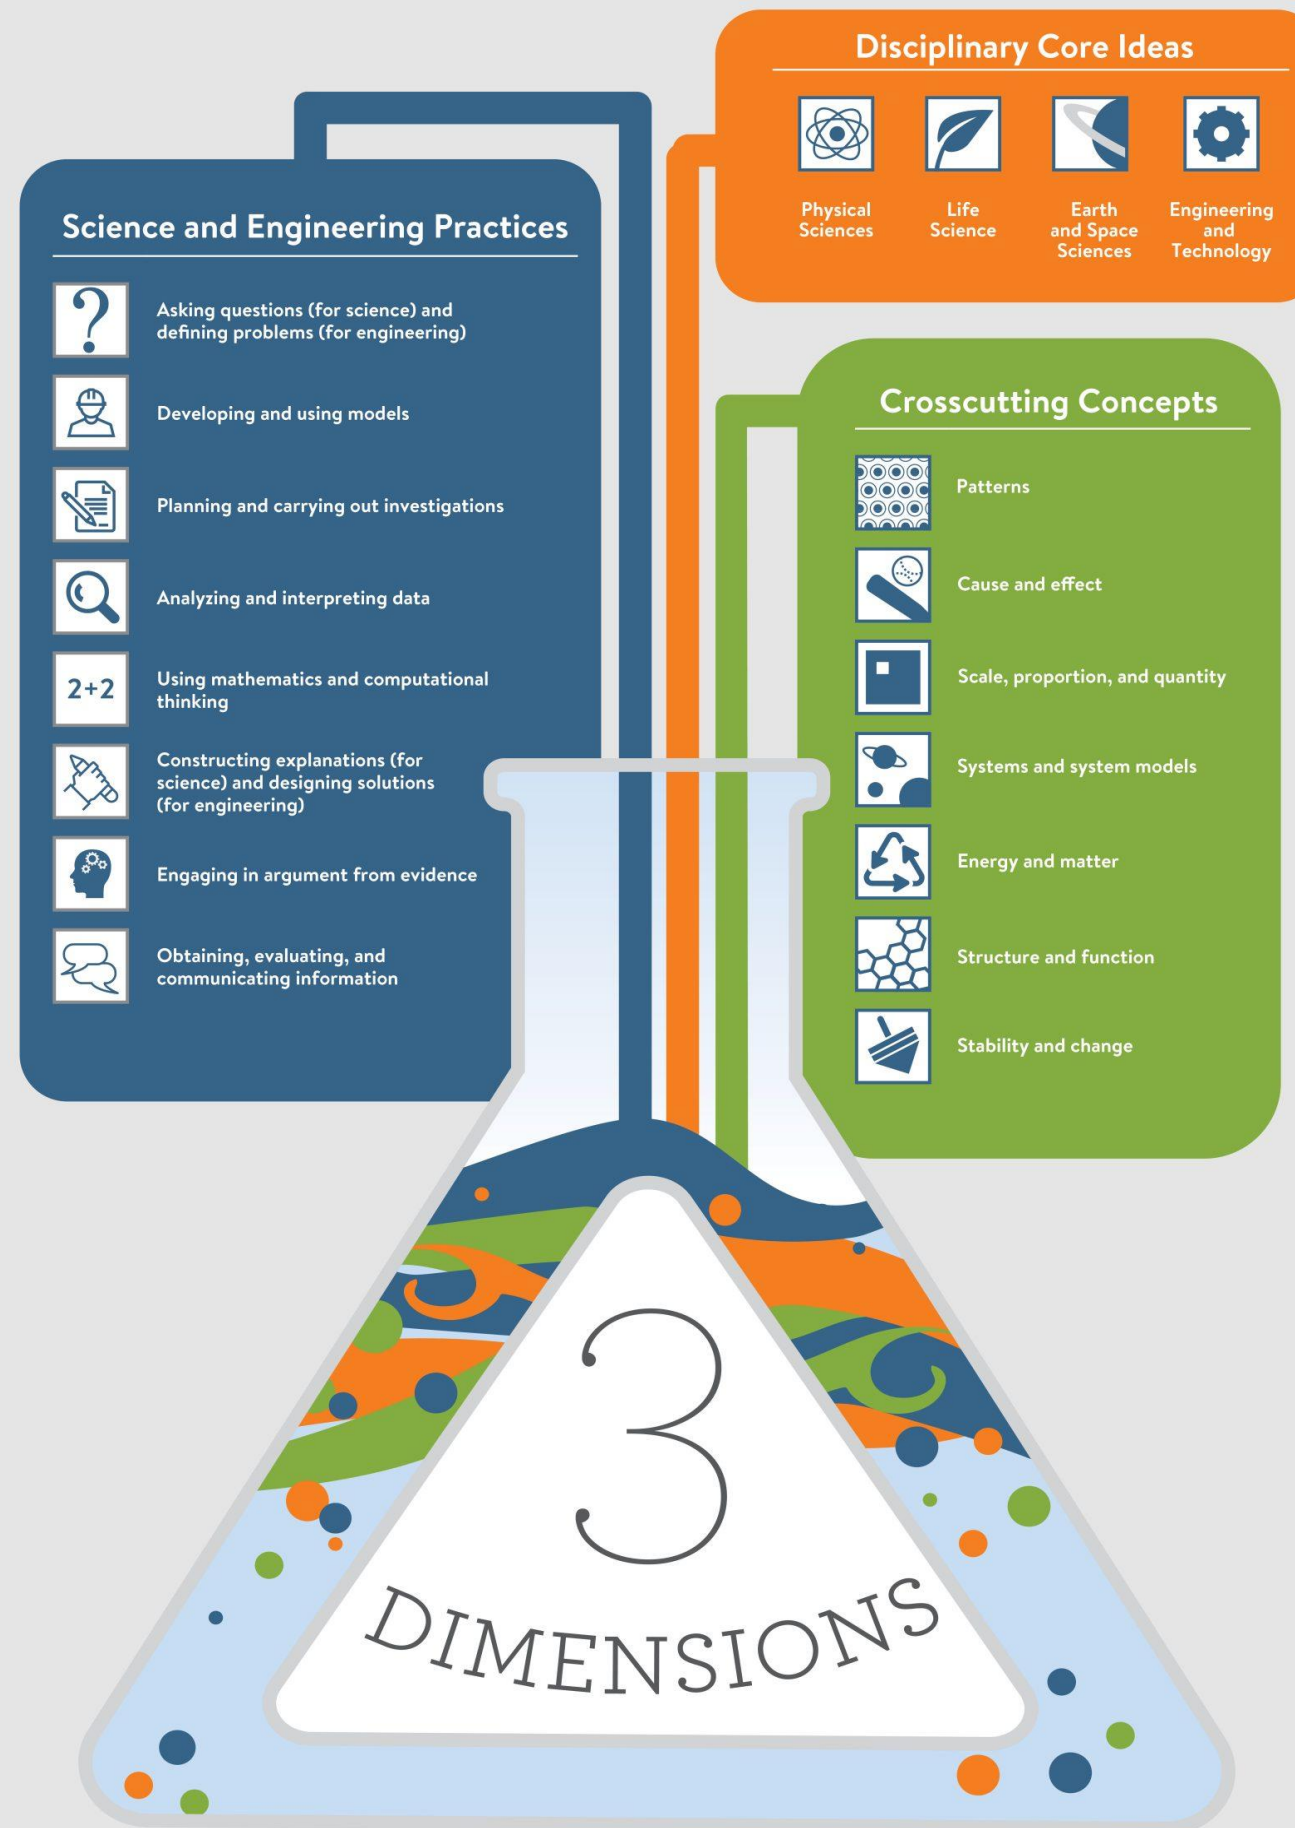 Disciplinary Core Ideas
Physical
Sciences
Life
Science
Earth
and Space
Sciences
Engineering
and
Technology
Science and Engineering Practices
?
Asking questions (for science) and
defining problems (for engineering)
Developing and using models
Planning and carrying out investigations
Analyzing and interpreting data
2+2
Using mathematics and computational
thinking
Constructing explanations (for
science) and designing solutions
(for engineering)
Engaging in argument from evidence
Obtaining, evaluating, and
communicating information
Crosscutting Concepts
Patterns
Cause and effect
Scale, proportion, and quantity
Systems and system models
Energy and matter
Structure and function
Stability and change
3
DIMENSIONS